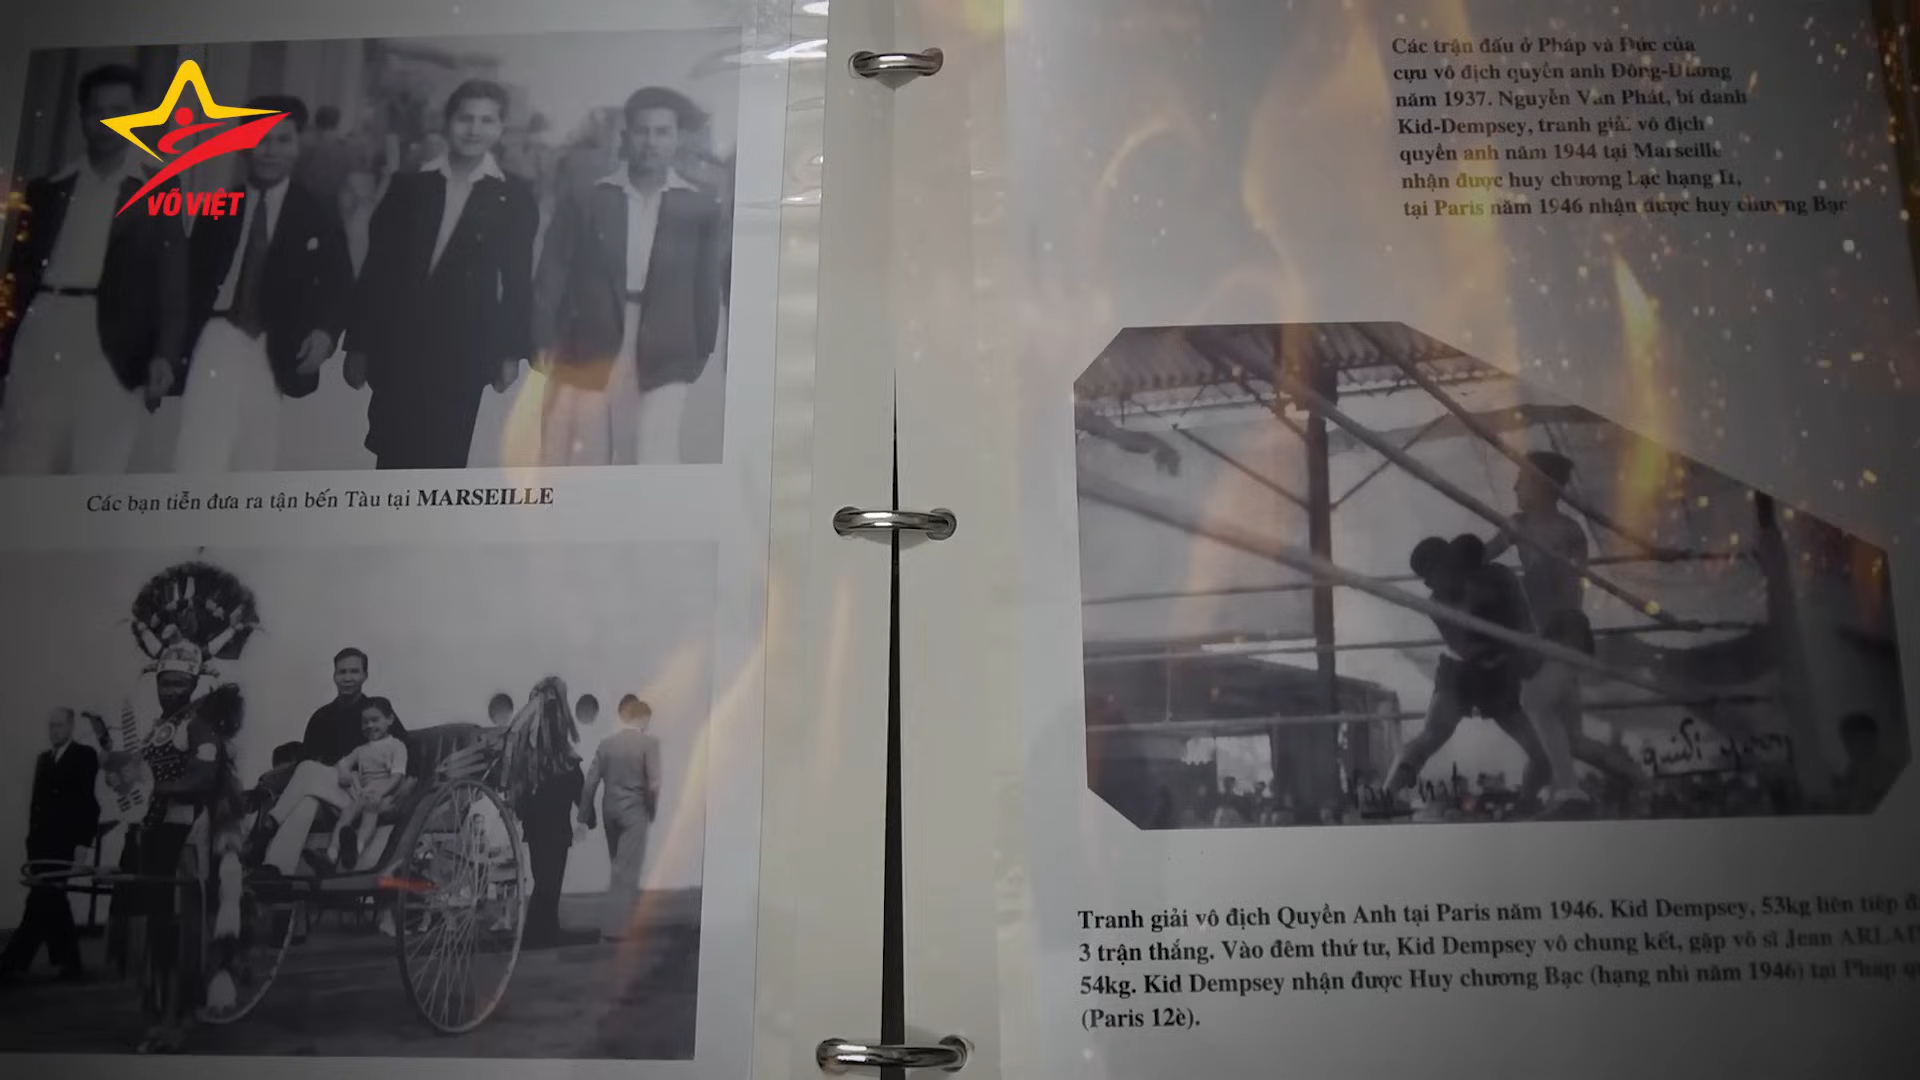 VÕ VIỆT
Các bạn tiễn đưa ra tận bến Tàu tại MARSEILLE
Các trận đấu ở Pháp và Đức của
cựu vô địch quyền anh Đông-Dương
năm 1937. Nguyễn Văn Phát, bí danh
Kid-Dempsey, tranh giải vô địch
quyền anh năm 1944 tại Marseille
nhận được huy chương Bạc hạng II,
tại Paris năm 1946 nhận được huy chương Bạc
Tranh giải vô địch Quyền Anh tại Paris năm 1946. Kid Dempsey, 53kg liên tiếp
3 trận thắng. Vào đêm thứ tư, Kid Dempsey vô chung kết, gặp võ sĩ Jean
54kg. Kid Dempsey nhận được Huy chương Bạc (hạng nhì năm 1946) tại Pháp
(Paris 12è).